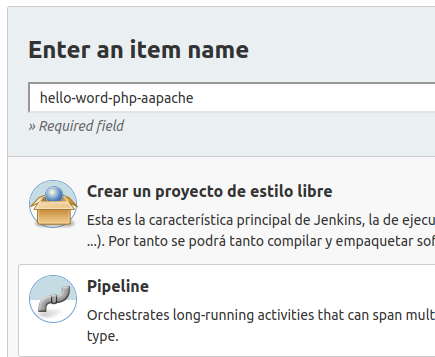 Enter an item name
hello-word-php-aapache
» Required field
Crear un proyecto de estilo libre
Esta es la característica principal de Jenkins, la de ejecu
...). Por tanto se podrá tanto compilar y empaquetar sof
Pipeline
Orchestrates long-running activities that can span mult
type.